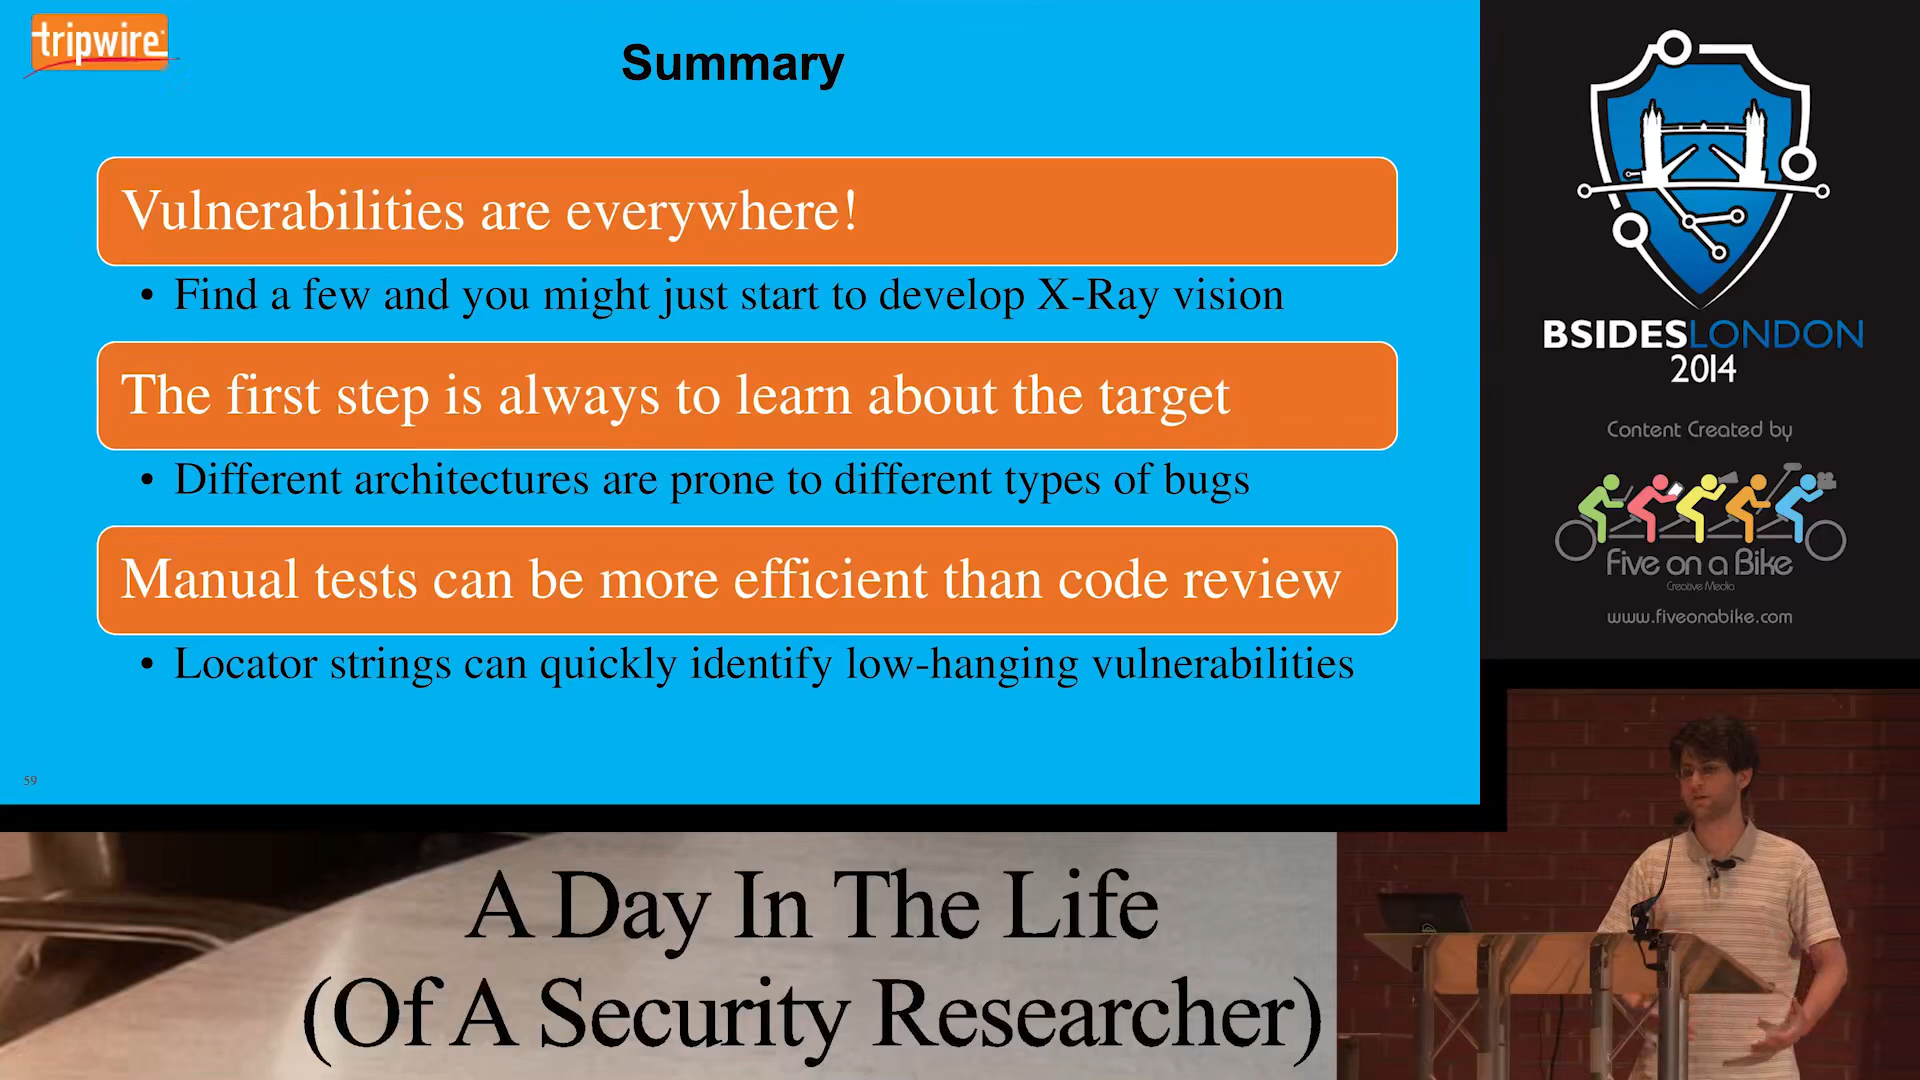 tripwire
Summary
Vulnerabilities are everywhere!
• Find a few and you might just start to develop X-Ray vision
The first step is always to learn about the target
• Different architectures are prone to different types of bugs
Manual tests can be more efficient than code review
• Locator strings can quickly identify low-hanging vulnerabilities
59
BSIDESLONDON
2014
Content Created by
Five on a Bike
Creative Media
www.fiveonabike.com
A Day In The Life
(Of A Security Researcher)